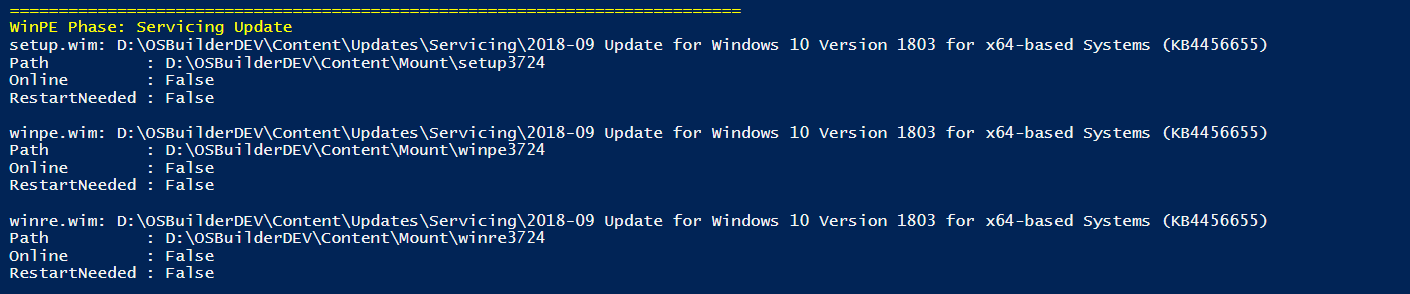 ===========================================================================
WinPE Phase: Servicing Update
setup.wim: D:\OSBuilderDEV\Content\Updates\Servicing\2018-09 Update for Windows 10 Version 1803 for x64-based Systems (KB4456655)
Path          : D:\OSBuilderDEV\Content\Mount\setup3724
Online        : False
RestartNeeded : False

winpe.wim: D:\OSBuilderDEV\Content\Updates\Servicing\2018-09 Update for Windows 10 Version 1803 for x64-based Systems (KB4456655)
Path          : D:\OSBuilderDEV\Content\Mount\winpe3724
Online        : False
RestartNeeded : False

winre.wim: D:\OSBuilderDEV\Content\Updates\Servicing\2018-09 Update for Windows 10 Version 1803 for x64-based Systems (KB4456655)
Path          : D:\OSBuilderDEV\Content\Mount\winre3724
Online        : False
RestartNeeded : False